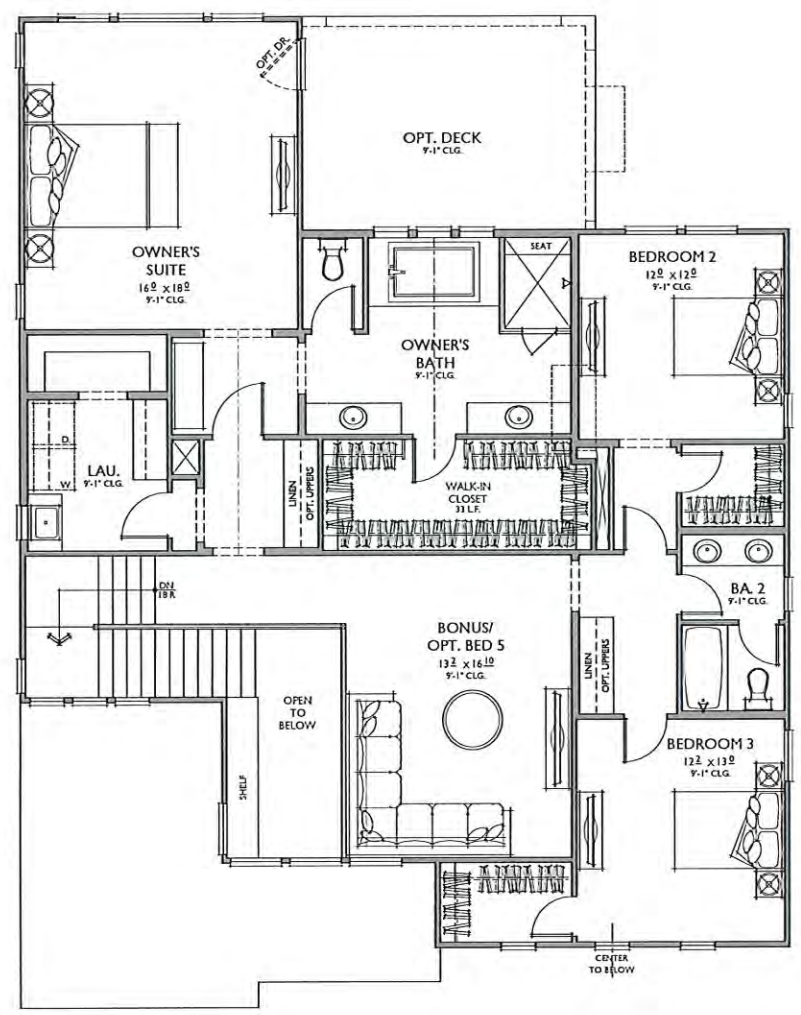 OPT. DR.
OPT. DECK
9'-1" CLG.
OWNER'S
SUITE
16⁰ X 18⁰
9'-1" CLG.
SEAT
BEDROOM 2
12⁰ X 12⁰
9'-1" CLG.
OWNER'S
BATH
9'-1" CLG.
D.
W
LAU.
9'-1" CLG.
LINEN
OPT. UPPERS
WALK-IN
CLOSET
33 L.F.
DN
18 R
BA. 2
9'-1" CLG.
BONUS/
OPT. BED 5
13² X 16¹⁰
9'-1" CLG.
LINEN
OPT. UPPERS
OPEN
TO
BELOW
SHELF
BEDROOM 3
12² X 13⁰
9'-1" CLG.
CENTER
TO BELOW